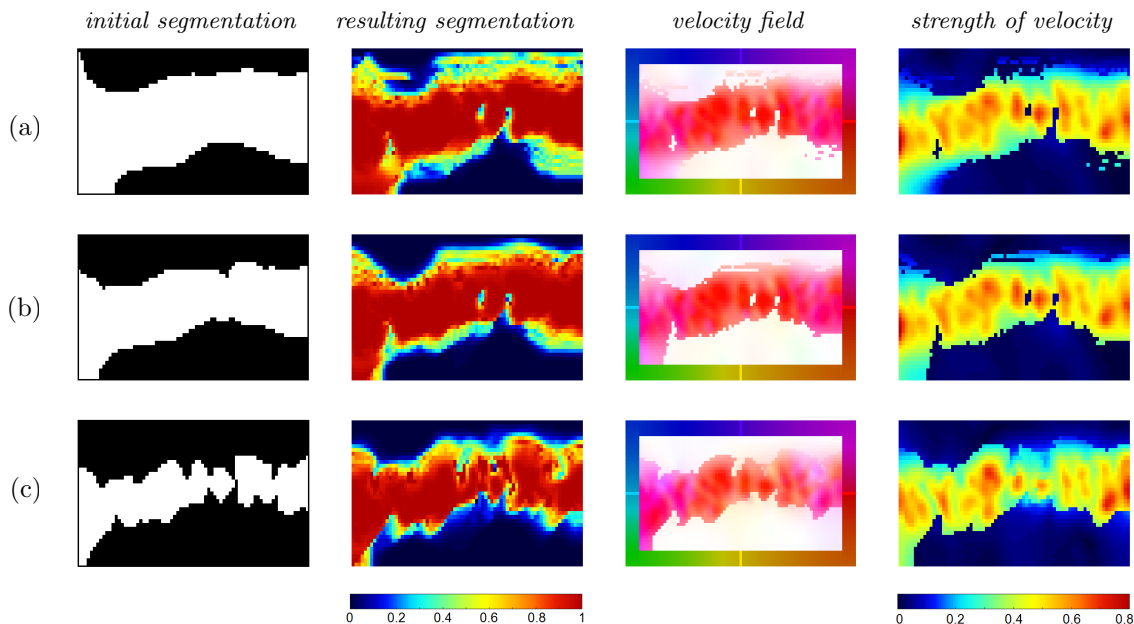 initial segmentation resulting segmentation velocity field strength of velocity
(a)
(b)
(c)
0 0.2 0.4 0.6 0.8 1 0 0.2 0.4 0.6 0.8